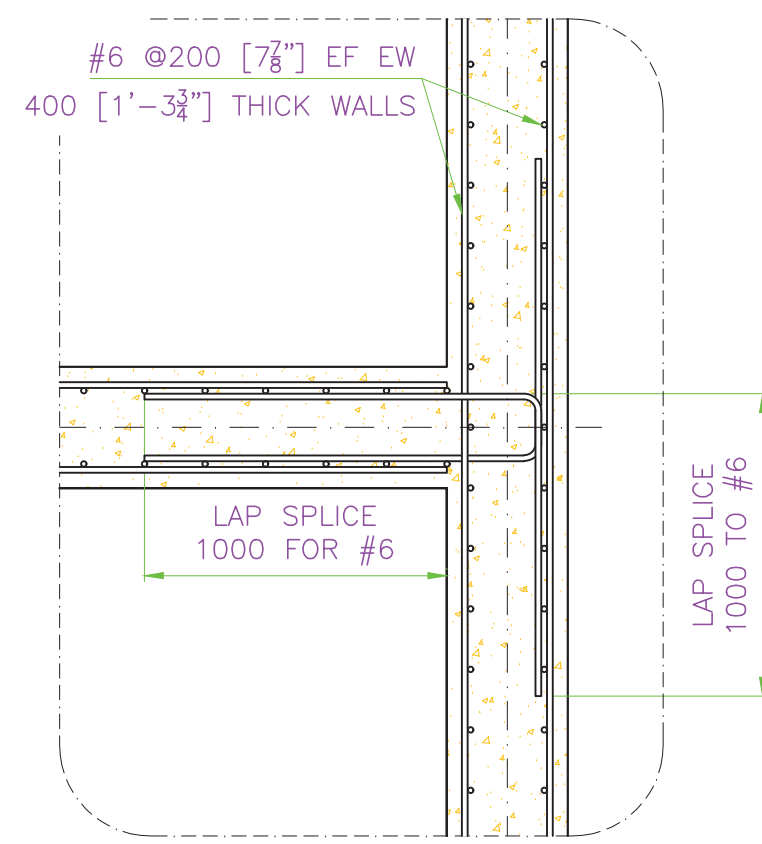 #6 @200 [7⅞”] EF EW
400 [1’-3¾”] THICK WALLS
LAP SPLICE
1000 FOR #6
LAP SPLICE
1000 TO #6